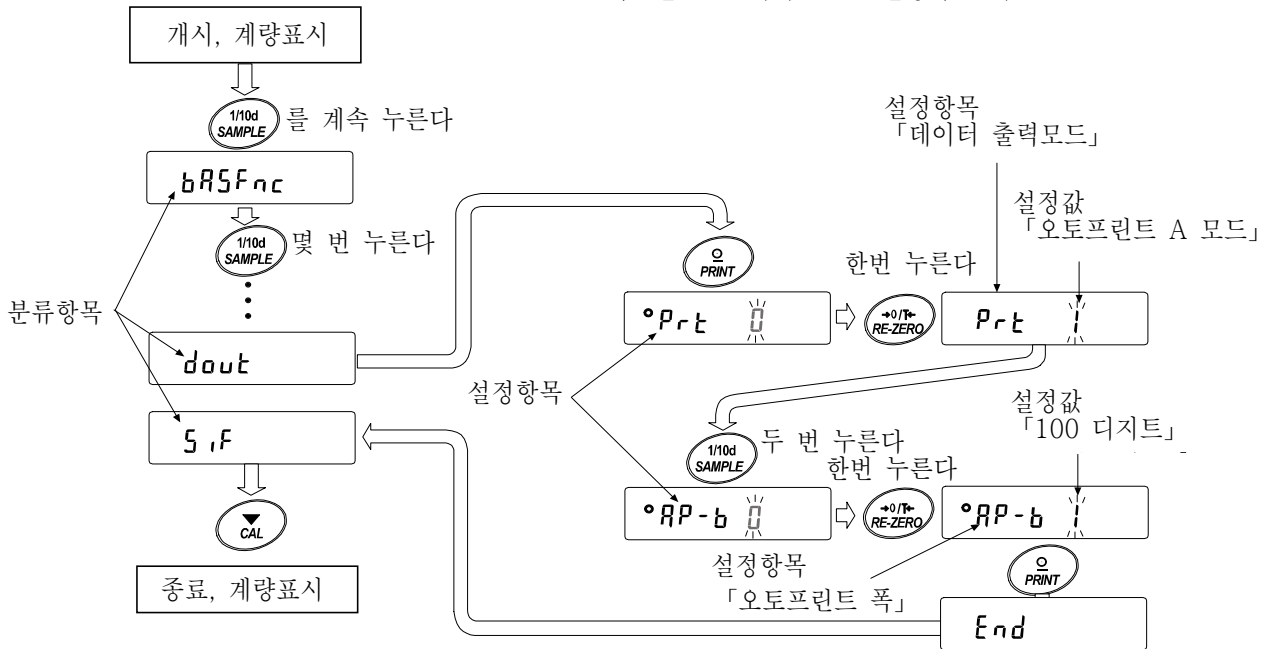 개시, 계량표시
1/10d
SAMPLE
를 계속 누른다
bASFnc
1/10d
SAMPLE
몇 번 누른다
분류항목
dout
S iF
CAL
종료, 계량표시
PRINT
설정항목
「데이터 출력모드」
설정값
「오토프린트 A 모드」
한번 누른다
°Prt 0
→0/T←
RE-ZERO
Prt 1
설정항목
1/10d
SAMPLE
두 번 누른다
한번 누른다
설정값
「100 디지트」
°AP-b 0
→0/T←
RE-ZERO
°AP-b 1
설정항목
「오토프린트 폭」
PRINT
End